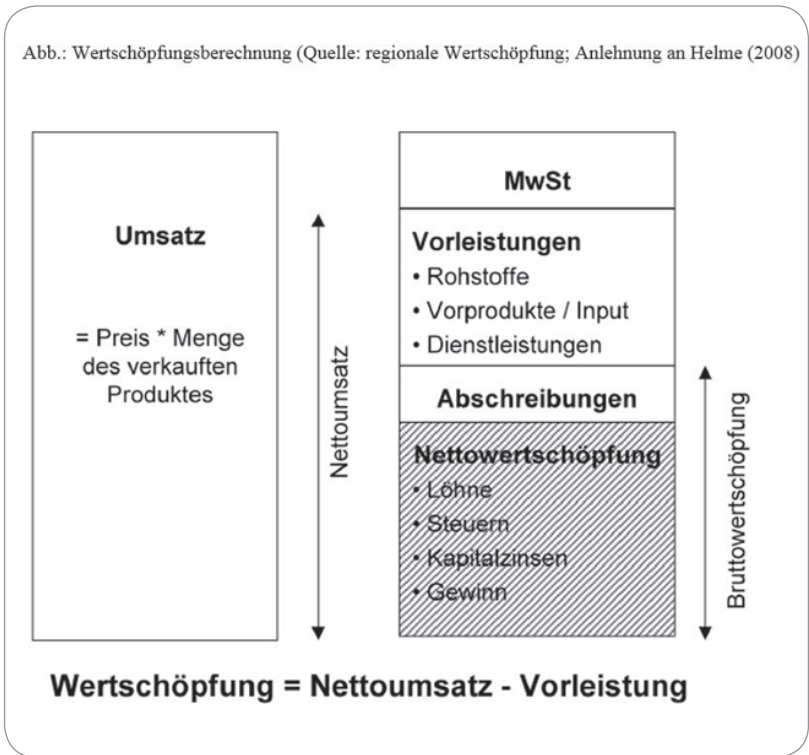 Abb.: Wertschöpfungsberechnung (Quelle: regionale Wertschöpfung; Anlehnung an Helme (2008)
Umsatz
= Preis * Menge
des verkauften
Produktes
Nettoumsatz
MwSt
Vorleistungen
• Rohstoffe
• Vorprodukte / Input
• Dienstleistungen
Abschreibungen
Nettowertschöpfung
• Löhne
• Steuern
• Kapitalzinsen
• Gewinn
Bruttowertschöpfung
Wertschöpfung = Nettoumsatz - Vorleistung